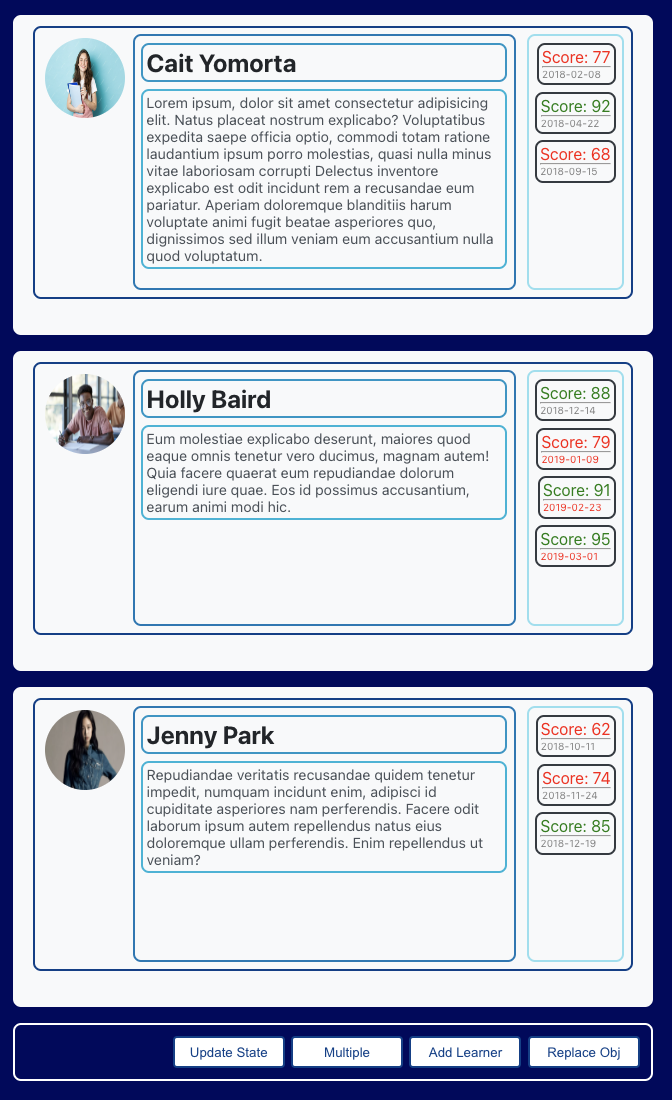 Cait Yomorta
Lorem ipsum, dolor sit amet consectetur adipisicing
elit. Natus placeat nostrum explicabo? Voluptatibus
expedita saepe officia optio, commodi totam ratione
laudantium ipsum porro molestias, quasi nulla minus
vitae laboriosam corrupti Delectus inventore
explicabo est odit incidunt rem a recusandae eum
pariatur. Aperiam doloremque blanditiis harum
voluptate animi fugit beatae asperiores quo,
dignissimos sed illum veniam eum accusantium nulla
quod voluptatum.
Score: 77
2018-02-08
Score: 92
2018-04-22
Score: 68
2018-09-15
Holly Baird
Eum molestiae explicabo deserunt, maiores quod
eaque omnis tenetur vero ducimus, magnam autem!
Quia facere quaerat eum repudiandae dolorum
eligendi iure quae. Eos id possimus accusantium,
earum animi modi hic.
Score: 88
2018-12-14
Score: 79
2019-01-09
Score: 91
2019-02-23
Score: 95
2019-03-01
Jenny Park
Repudiandae veritatis recusandae quidem tenetur
impedit, numquam incidunt enim, adipisci id
cupiditate asperiores nam perferendis. Facere odit
laborum ipsum autem repellendus natus eius
doloremque ullam perferendis. Enim repellendus ut
veniam?
Score: 62
2018-10-11
Score: 74
2018-11-24
Score: 85
2018-12-19
Update State
Multiple
Add Learner
Replace Obj